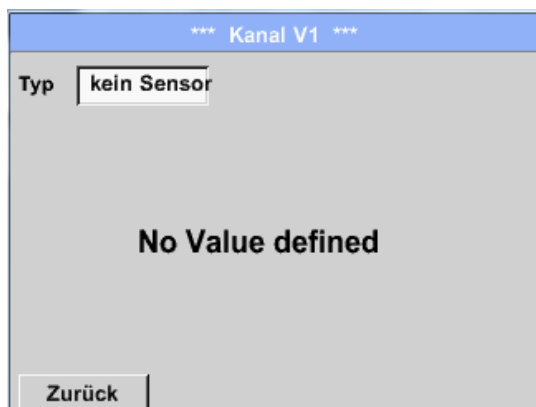 *** Kanal V1 ***
Typ kein Sensor
No Value defined
Zurück